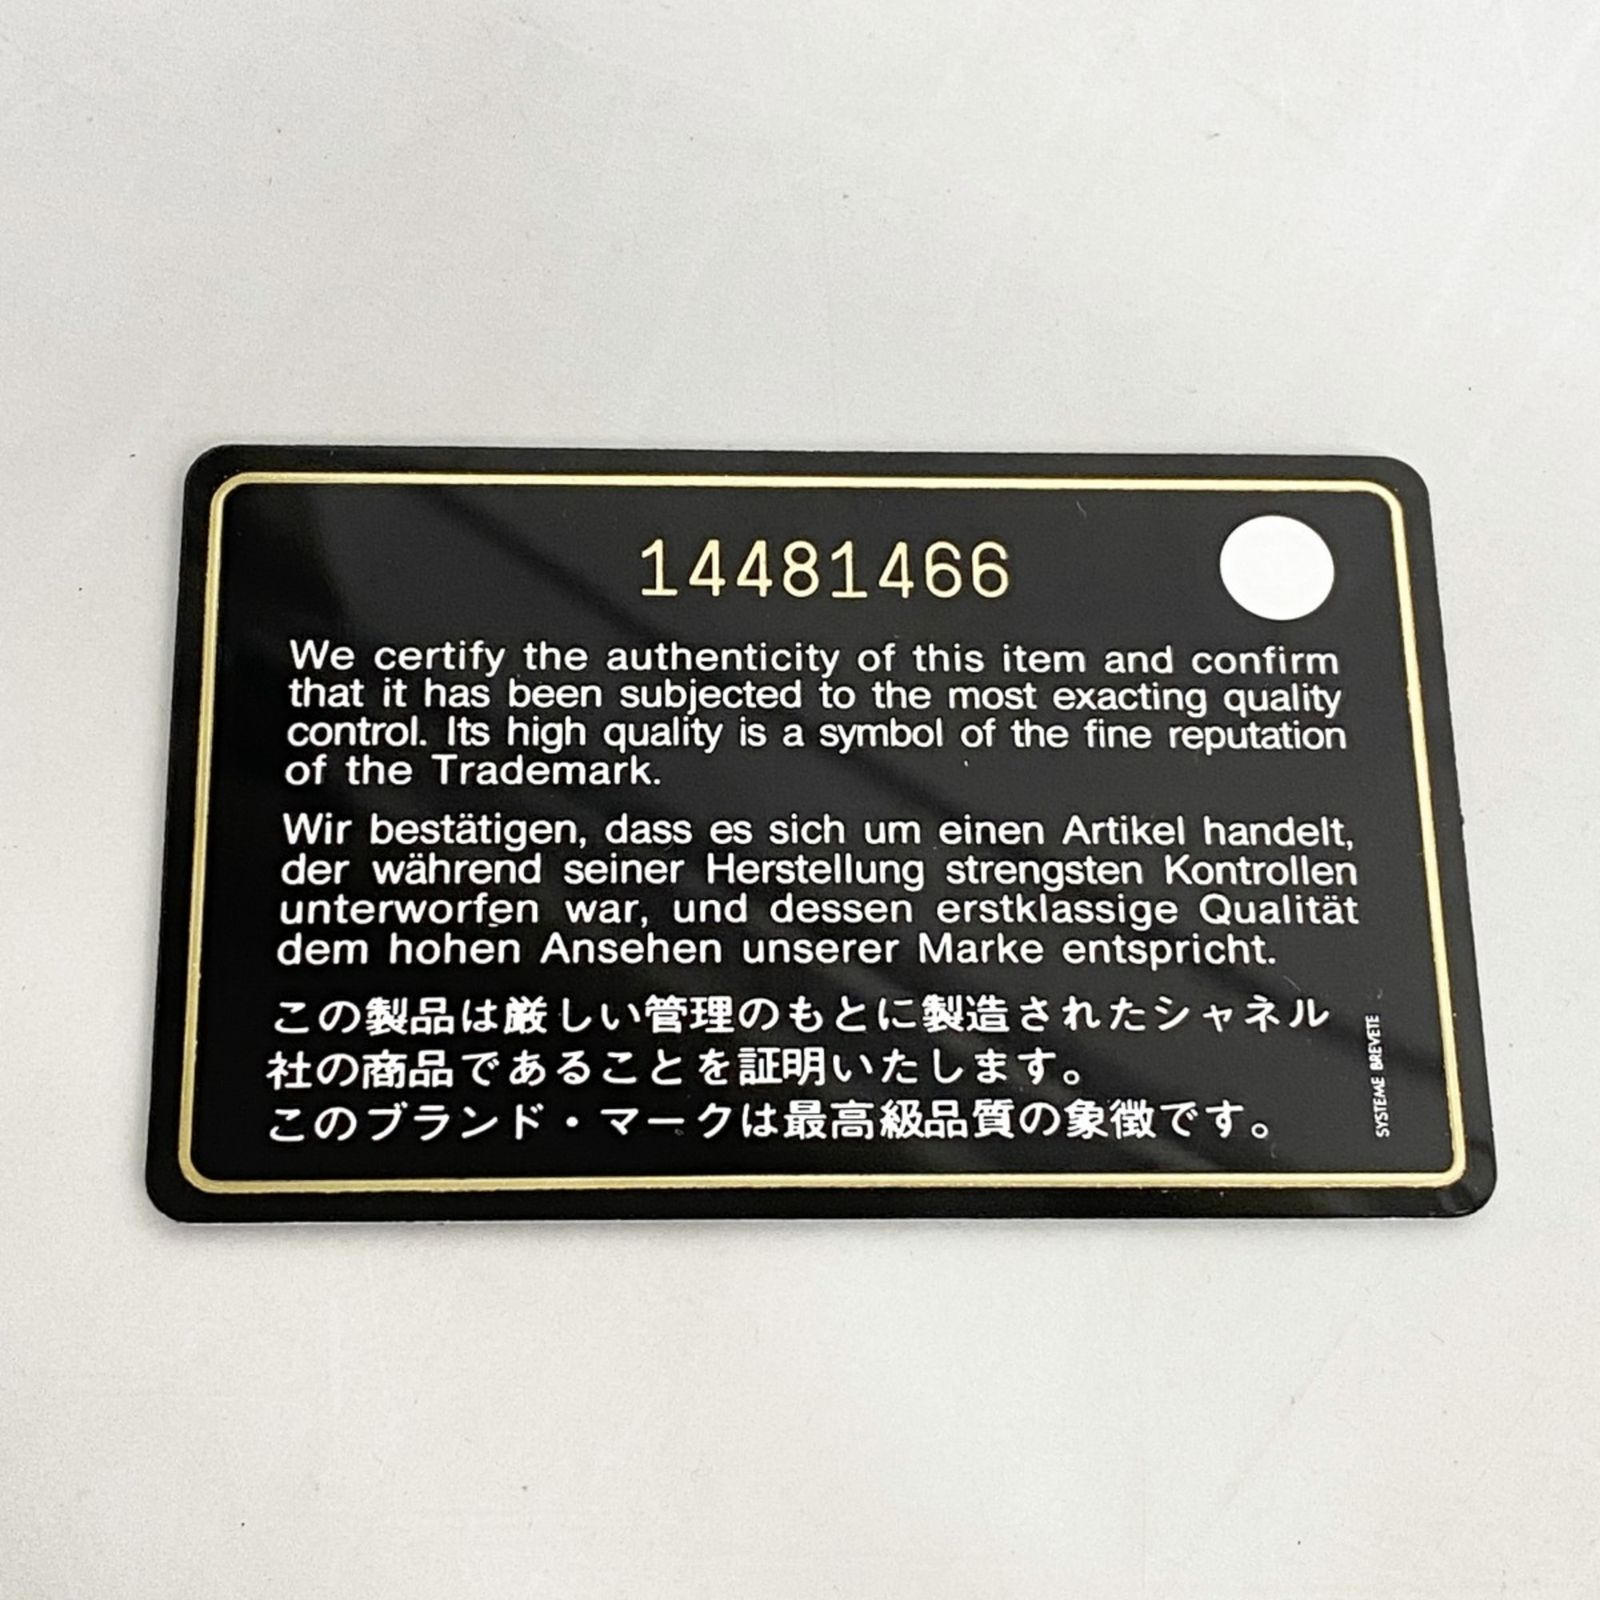 14481466
We certify the authenticity of this item and confirm
that it has been subjected to the most exacting quality
control. Its high quality is a symbol of the fine reputation
of the Trademark.
Wir bestätigen, dass es sich um einen Artikel handelt,
der während seiner Herstellung strengsten Kontrollen
unterworfen war, und dessen erstklassige Qualität
dem hohen Ansehen unserer Marke entspricht.
この製品は厳しい管理のもとに製造されたシャネル
社の商品であることを証明いたします。
このブランド・マークは最高級品質の象徴です。
SYSTEME BREVETE